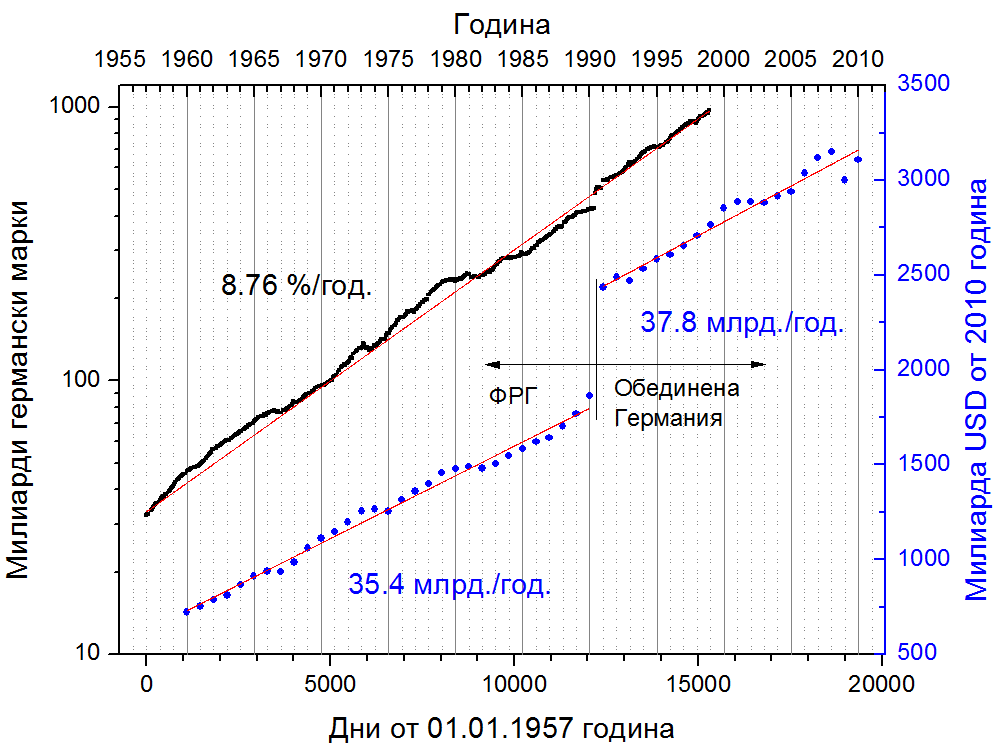 Година
1955 1960 1965 1970 1975 1980 1985 1990 1995 2000 2005 2010
1000
100
10
Милиарди германски марки
8.76 %/год.
37.8 млрд./год.
ФРГ
Обединена
Германия
35.4 млрд./год.
3500
3000
2500
2000
1500
1000
500
Милиарда USD от 2010 година
0 5000 10000 15000 20000
Дни от 01.01.1957 година